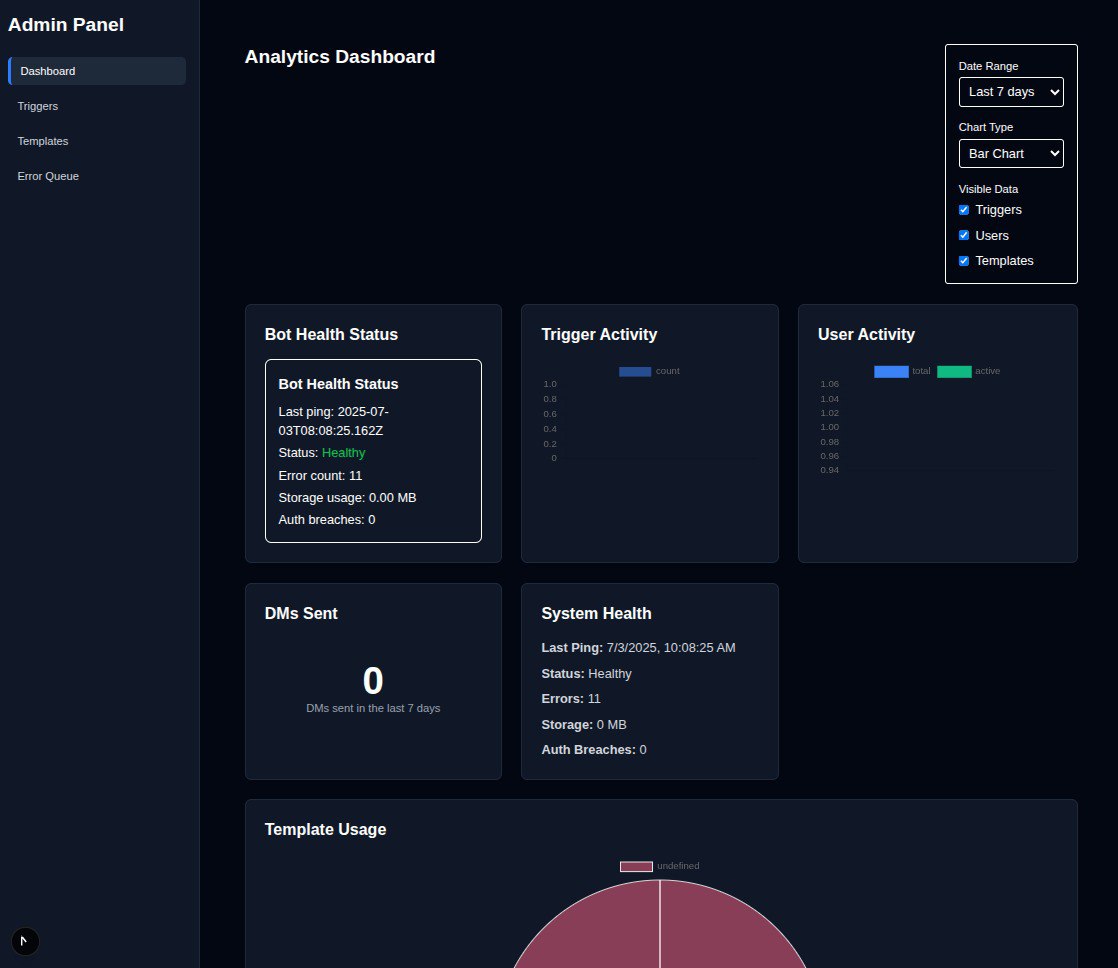 Admin Panel
Dashboard
Triggers
Templates
Error Queue
Analytics Dashboard
Date Range
Last 7 days
Chart Type
Bar Chart
Visible Data
Triggers
Users
Templates
Bot Health Status
Bot Health Status
Last ping: 2025-07-
03T08:08:25.162Z
Status: Healthy
Error count: 11
Storage usage: 0.00 MB
Auth breaches: 0
Trigger Activity
count
1.0
0.8
0.6
0.4
0.2
0
User Activity
total active
1.06
1.04
1.02
1.00
0.98
0.96
0.94
DMs Sent
0
DMs sent in the last 7 days
System Health
Last Ping: 7/3/2025, 10:08:25 AM
Status: Healthy
Errors: 11
Storage: 0 MB
Auth Breaches: 0
Template Usage
undefined